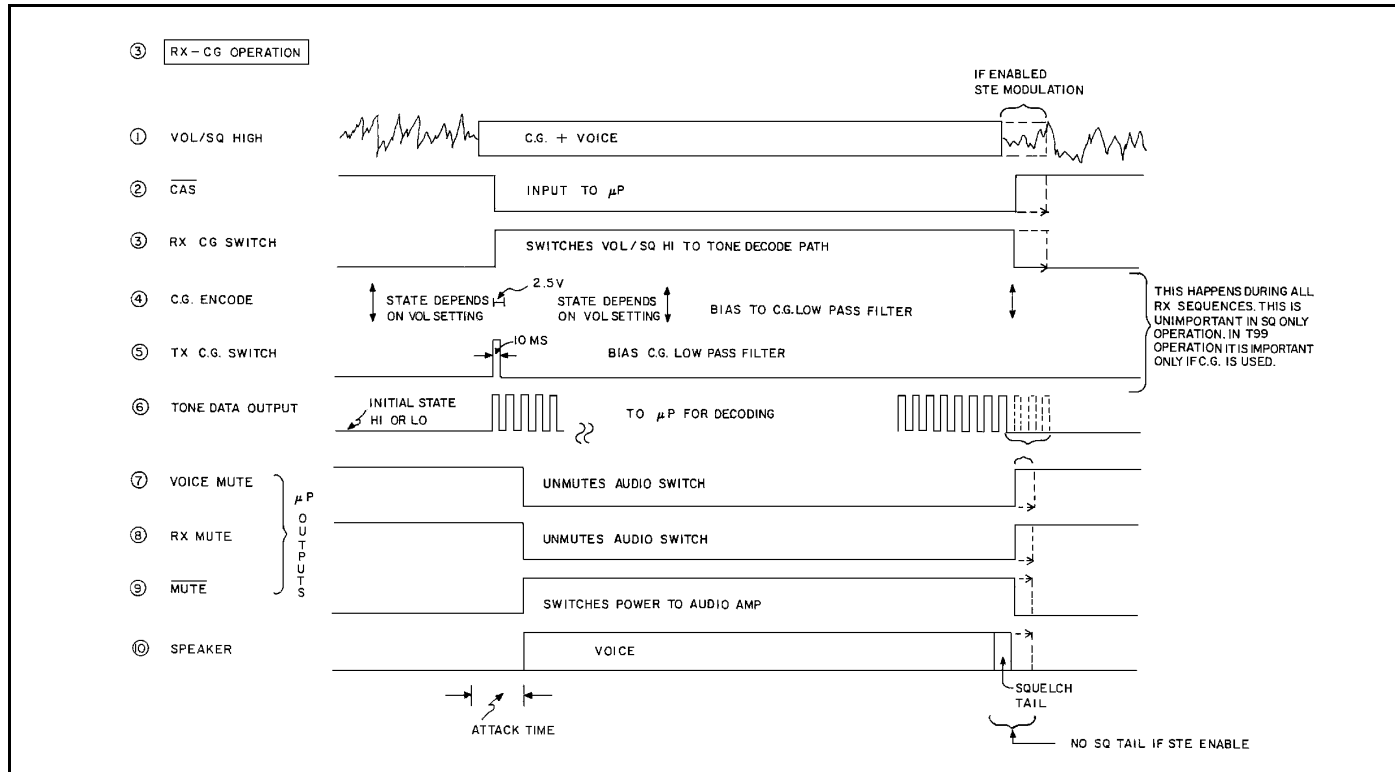 ③ RX-CG OPERATION
IF ENABLED
STE MODULATION
① VOL/SQ HIGH
C.G. + VOICE
② CAS
INPUT TO µP
③ RX CG SWITCH
SWITCHES VOL/SQ HI TO TONE DECODE PATH
④ C.G. ENCODE
STATE DEPENDS
ON VOL SETTING
2.5V
STATE DEPENDS
ON VOL SETTING
BIAS TO C.G. LOW PASS FILTER
THIS HAPPENS DURING ALL
RX SEQUENCES. THIS IS
UNIMPORTANT IN SQ ONLY
OPERATION. IN T99
OPERATION IT IS IMPORTANT
ONLY IF C.G. IS USED.
⑤ TX C.G. SWITCH
10 MS
BIAS C.G. LOW PASS FILTER
⑥ TONE DATA OUTPUT
INITIAL STATE
HI OR LO
TO µP FOR DECODING
⑦ VOICE MUTE
UNMUTES AUDIO SWITCH
⑧ RX MUTE
UNMUTES AUDIO SWITCH
⑨ MUTE
SWITCHES POWER TO AUDIO AMP
µP OUTPUTS
⑩ SPEAKER
VOICE
ATTACK TIME
SQUELCH
TAIL
NO SQ TAIL IF STE ENABLE